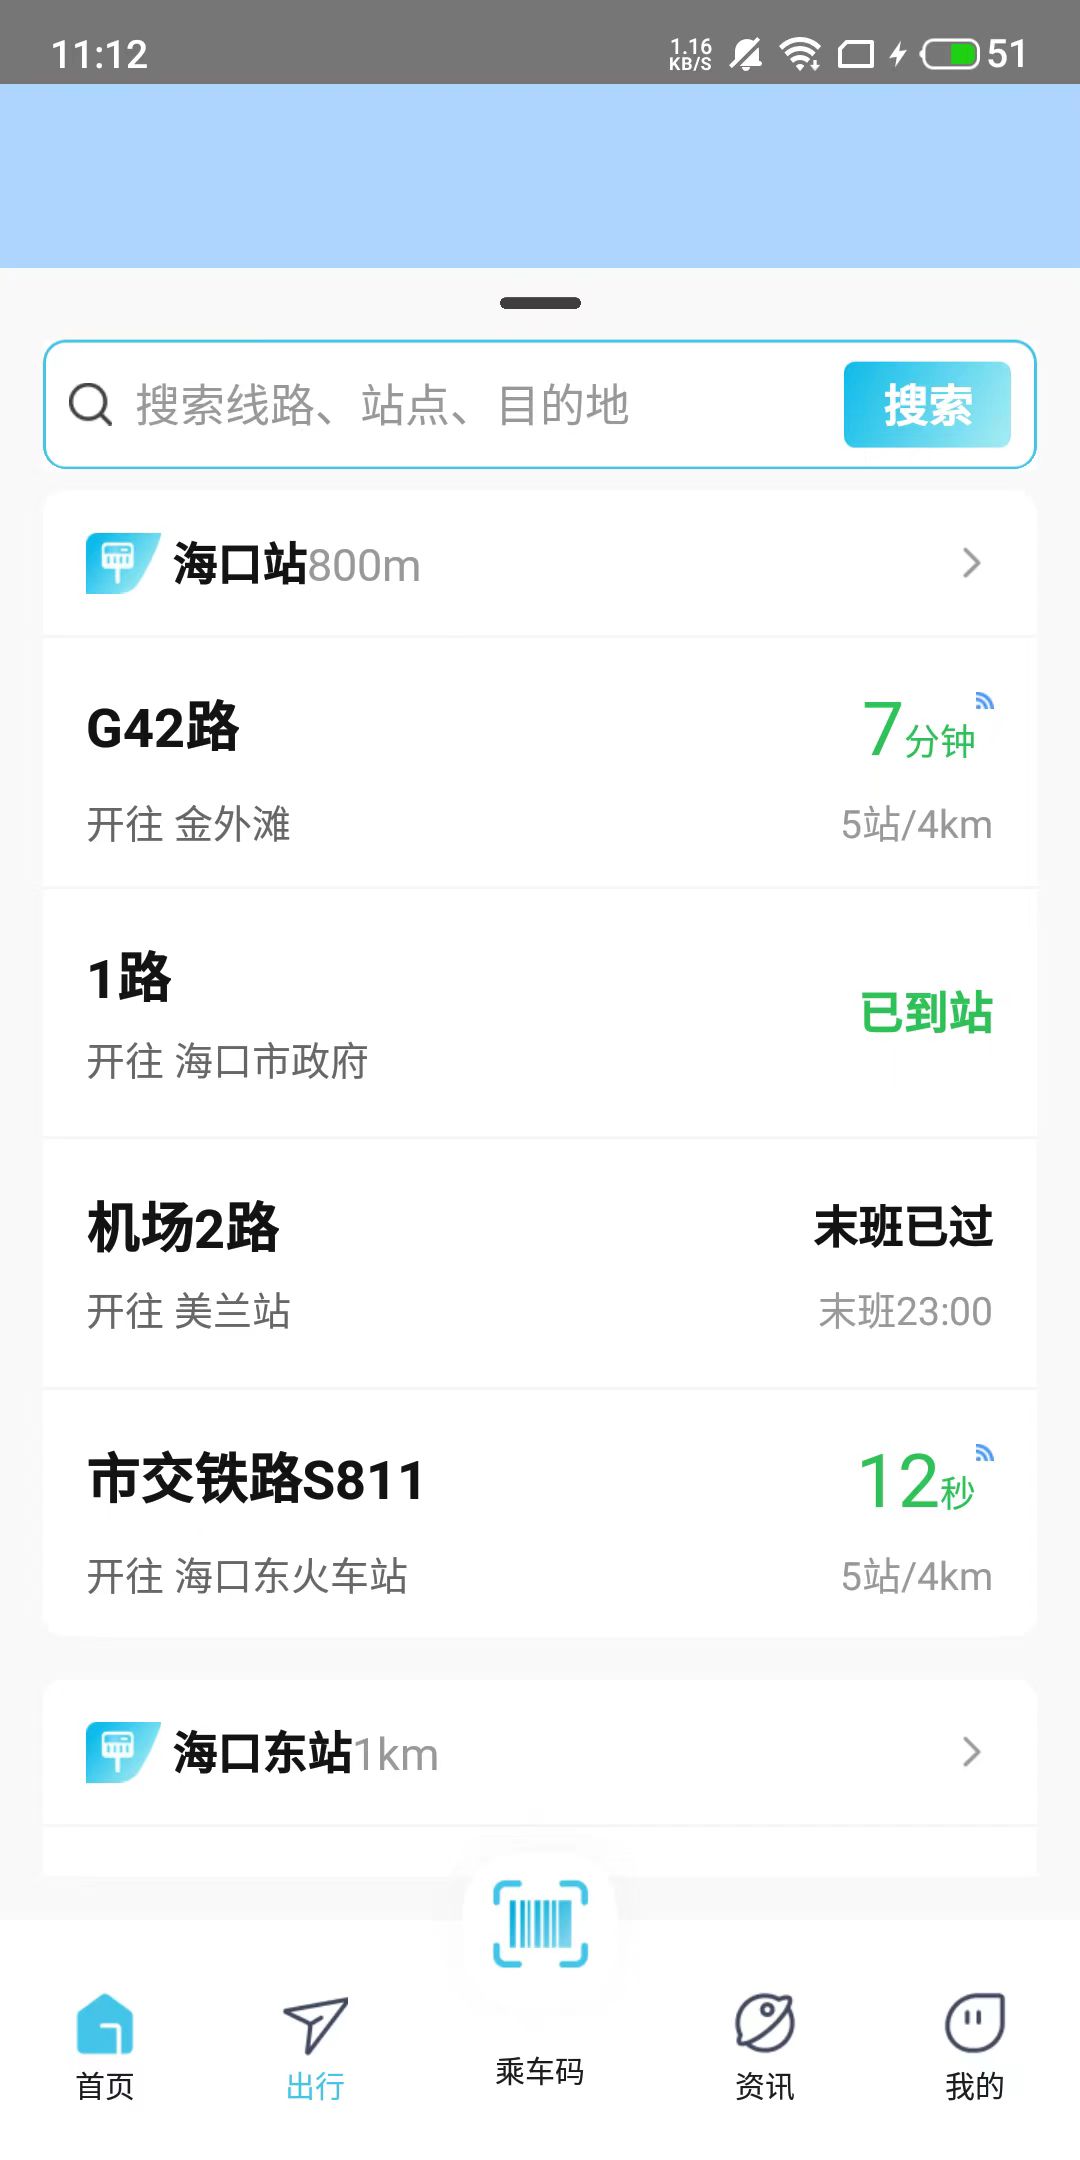 11:12
1.16
KB/S
51
搜索线路、站点、目的地
搜索
海口站800m
G42路
7分钟
开往 金外滩
5站/4km
1路
已到站
开往 海口市政府
机场2路
末班已过
开往 美兰站
末班23:00
市交铁路S811
12秒
开往 海口东火车站
5站/4km
海口东站1km
首页
出行
乘车码
资讯
我的